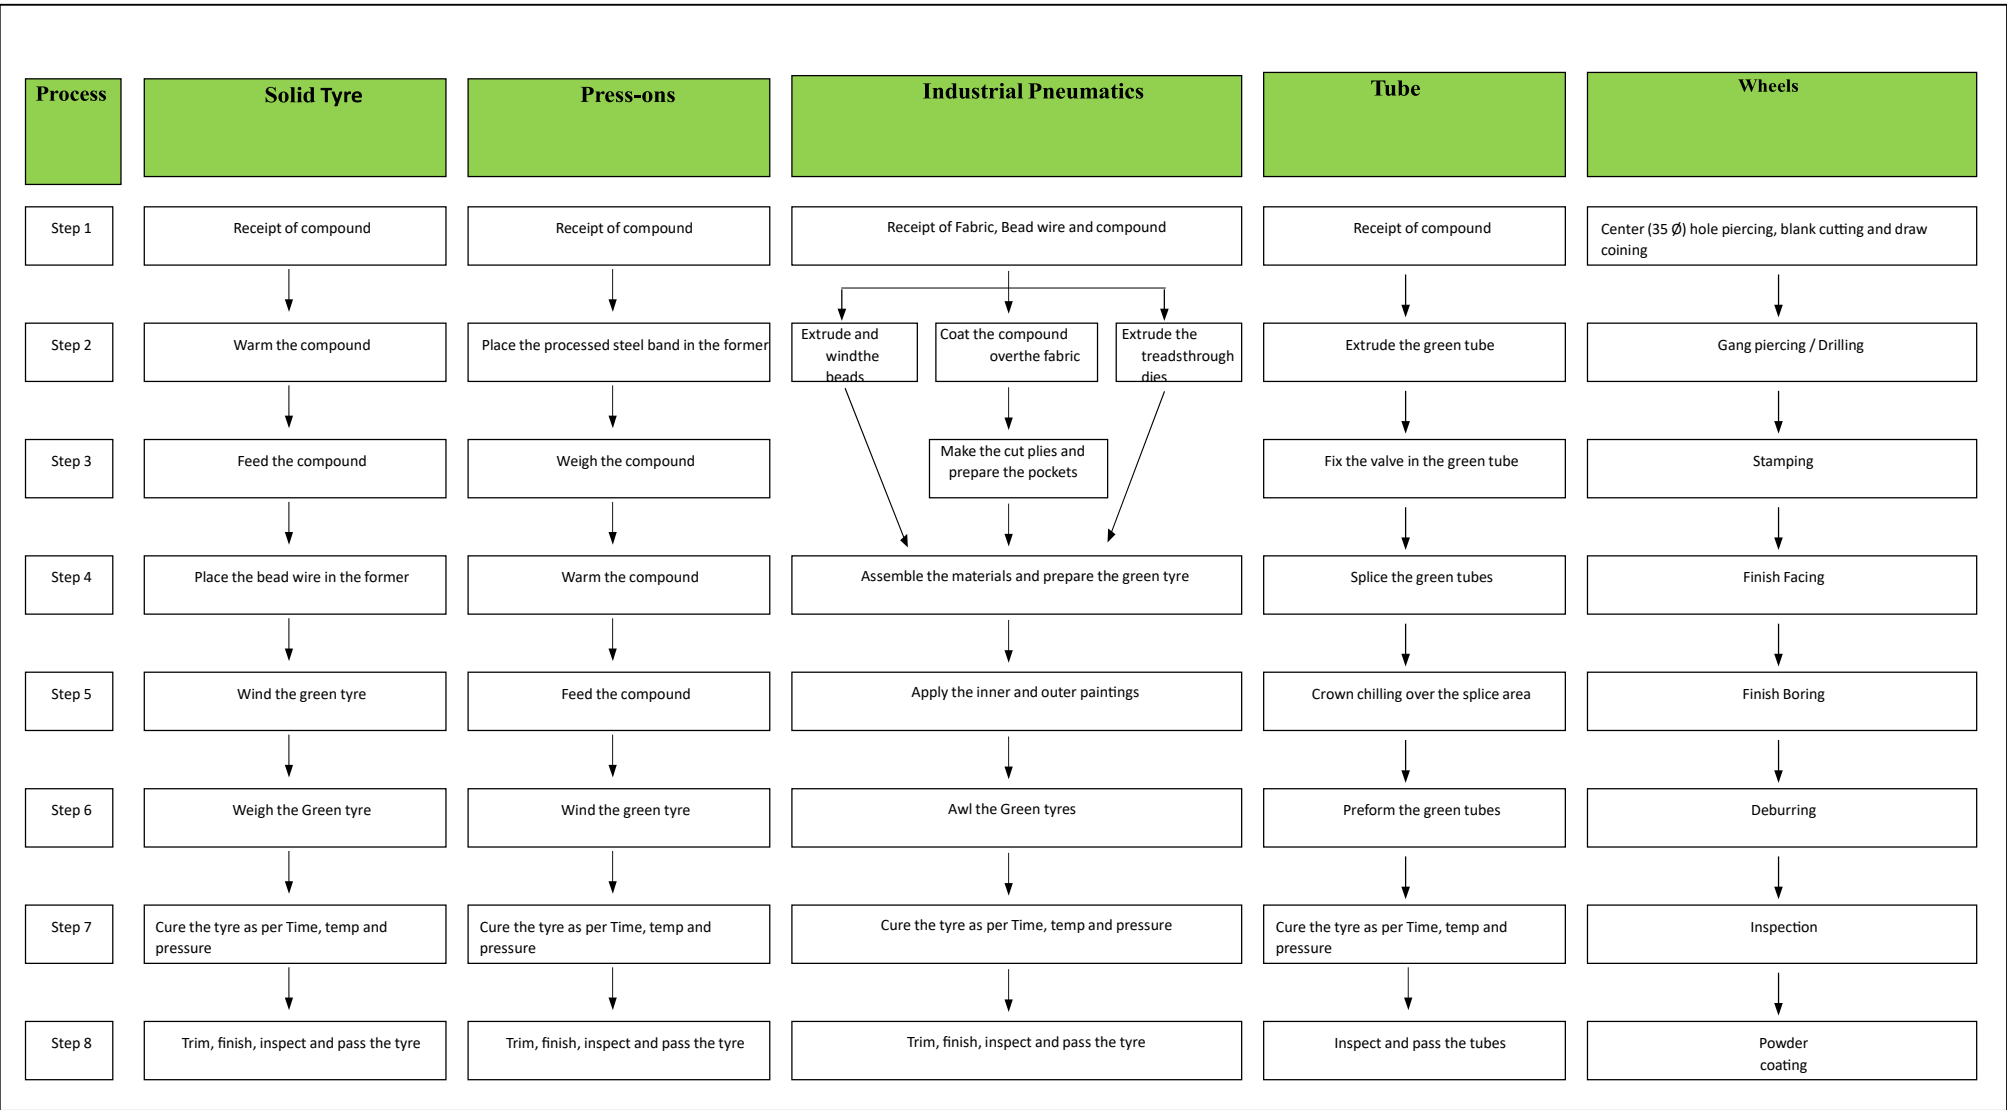 Process
Solid Tyre
Press-ons
Industrial Pneumatics
Tube
Wheels
Step 1
Receipt of compound
Receipt of compound
Receipt of Fabric, Bead wire and compound
Receipt of compound
Center (35 Ø) hole piercing, blank cutting and draw
coining
Step 2
Warm the compound
Place the processed steel band in the former
Extrude and
windthe
beads
Coat the compound
overthe fabric
Extrude the
treadsthrough
dies
Extrude the green tube
Gang piercing / Drilling
Step 3
Feed the compound
Weigh the compound
Make the cut plies and
prepare the pockets
Fix the valve in the green tube
Stamping
Step 4
Place the bead wire in the former
Warm the compound
Assemble the materials and prepare the green tyre
Splice the green tubes
Finish Facing
Step 5
Wind the green tyre
Feed the compound
Apply the inner and outer paintings
Crown chilling over the splice area
Finish Boring
Step 6
Weigh the Green tyre
Wind the green tyre
Awl the Green tyres
Preform the green tubes
Deburring
Step 7
Cure the tyre as per Time, temp and
pressure
Cure the tyre as per Time, temp and
pressure
Cure the tyre as per Time, temp and pressure
Cure the tyre as per Time, temp and
pressure
Inspection
Step 8
Trim, finish, inspect and pass the tyre
Trim, finish, inspect and pass the tyre
Trim, finish, inspect and pass the tyre
Inspect and pass the tubes
Powder
coating